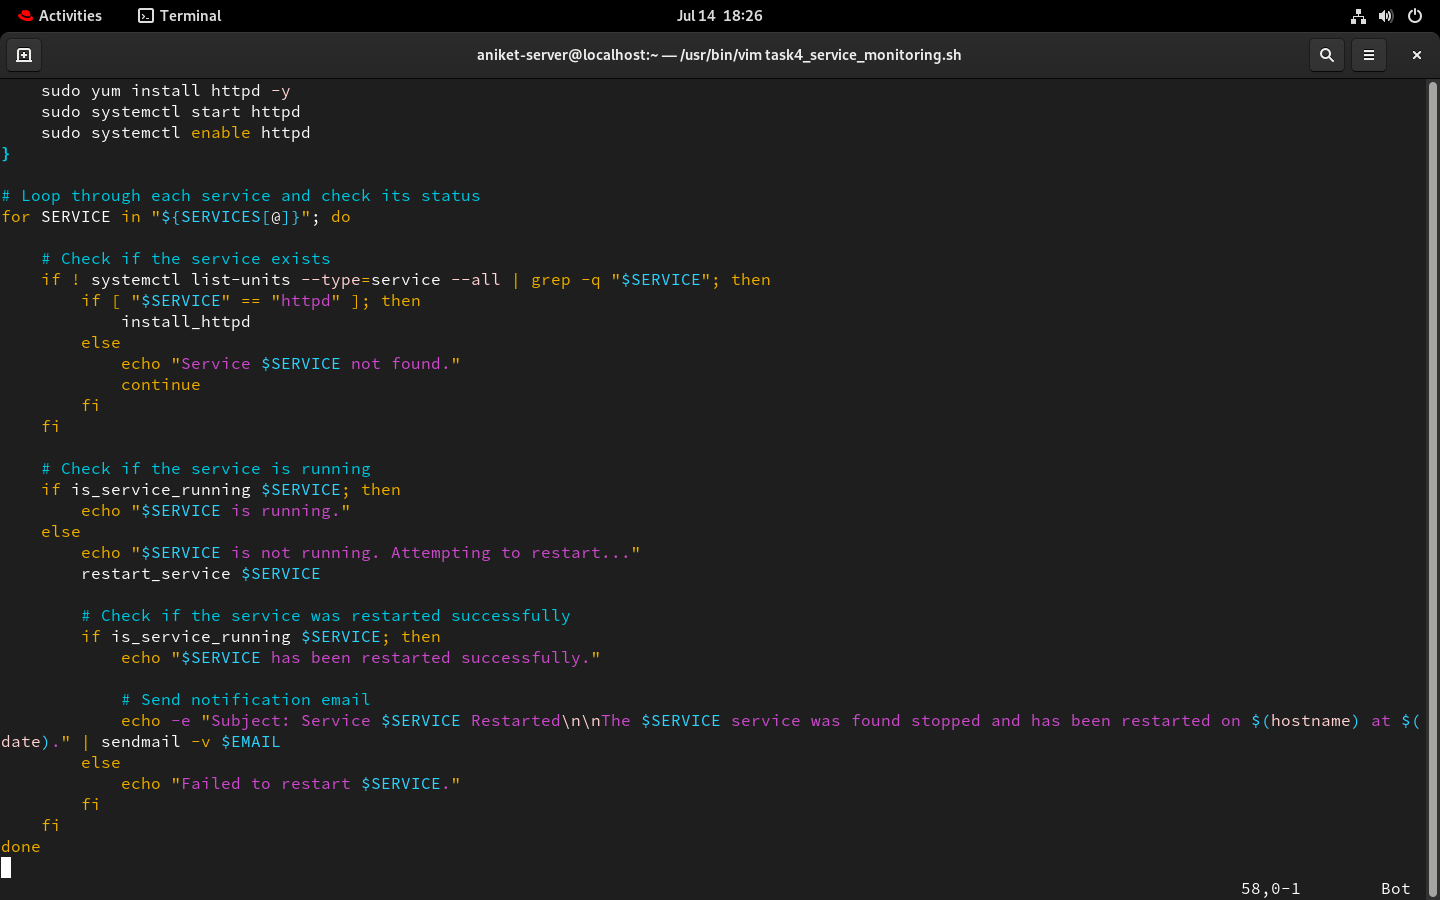 Activities Terminal Jul 14 18:26
aniket-server@localhost:~ — /usr/bin/vim task4_service_monitoring.sh
    sudo yum install httpd -y
    sudo systemctl start httpd
    sudo systemctl enable httpd
}

# Loop through each service and check its status
for SERVICE in "${SERVICES[@]}"; do

    # Check if the service exists
    if ! systemctl list-units --type=service --all | grep -q "$SERVICE"; then
        if [ "$SERVICE" == "httpd" ]; then
            install_httpd
        else
            echo "Service $SERVICE not found."
            continue
        fi
    fi

    # Check if the service is running
    if is_service_running $SERVICE; then
        echo "$SERVICE is running."
    else
        echo "$SERVICE is not running. Attempting to restart..."
        restart_service $SERVICE

        # Check if the service was restarted successfully
        if is_service_running $SERVICE; then
            echo "$SERVICE has been restarted successfully."

            # Send notification email
            echo -e "Subject: Service $SERVICE Restarted\n\nThe $SERVICE service was found stopped and has been restarted on $(hostname) at $(
date)." | sendmail -v $EMAIL
        else
            echo "Failed to restart $SERVICE."
        fi
    fi
done
58,0-1 Bot